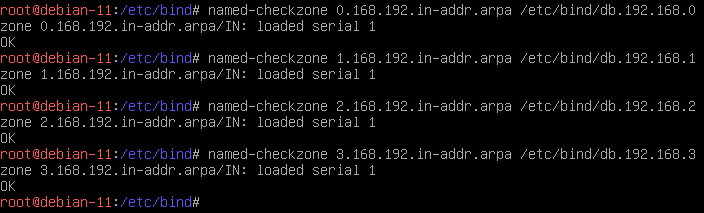 root@debian-11:/etc/bind# named-checkzone 0.168.192.in-addr.arpa /etc/bind/db.192.168.0
zone 0.168.192.in-addr.arpa/IN: loaded serial 1
OK
root@debian-11:/etc/bind# named-checkzone 1.168.192.in-addr.arpa /etc/bind/db.192.168.1
zone 1.168.192.in-addr.arpa/IN: loaded serial 1
OK
root@debian-11:/etc/bind# named-checkzone 2.168.192.in-addr.arpa /etc/bind/db.192.168.2
zone 2.168.192.in-addr.arpa/IN: loaded serial 1
OK
root@debian-11:/etc/bind# named-checkzone 3.168.192.in-addr.arpa /etc/bind/db.192.168.3
zone 3.168.192.in-addr.arpa/IN: loaded serial 1
OK
root@debian-11:/etc/bind#